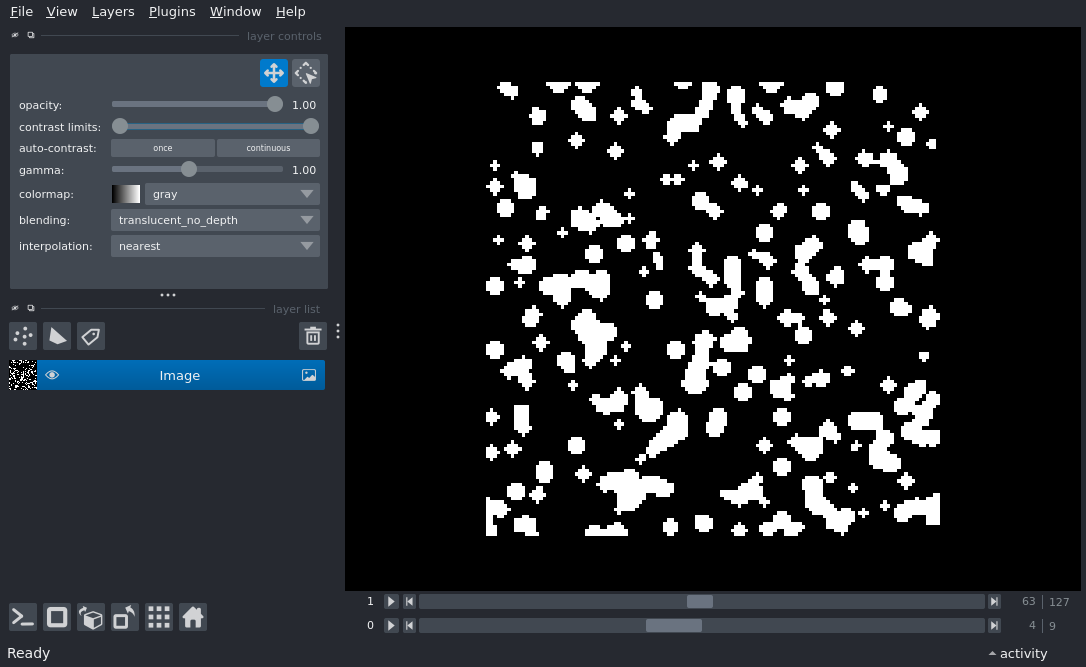 File View Layers Plugins Window Help
layer controls
opacity: 1.00
contrast limits:
auto-contrast: once continuous
gamma: 1.00
colormap: gray
blending: translucent_no_depth
interpolation: nearest
layer list
Image
1 63 127
0 4 9
Ready activity